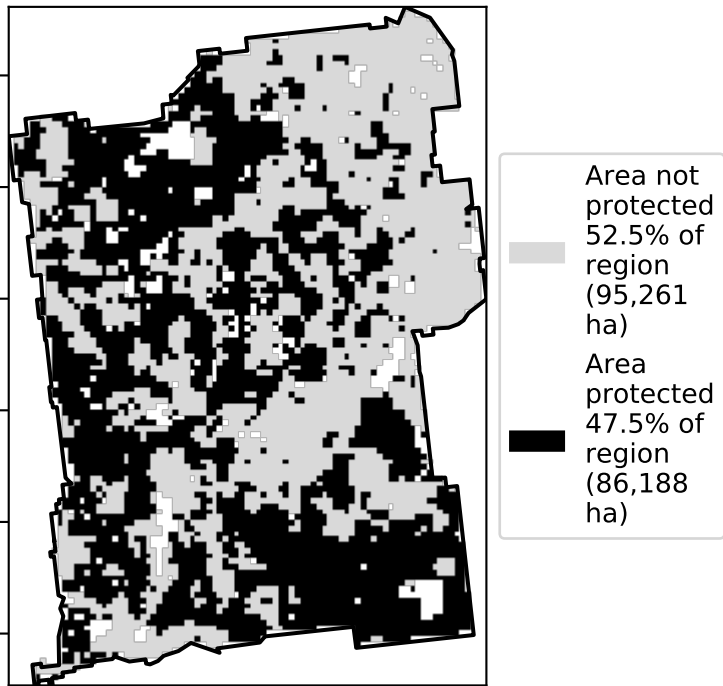 Area not
protected
52.5% of
region
(95,261
ha)
Area
protected
47.5% of
region
(86,188
ha)